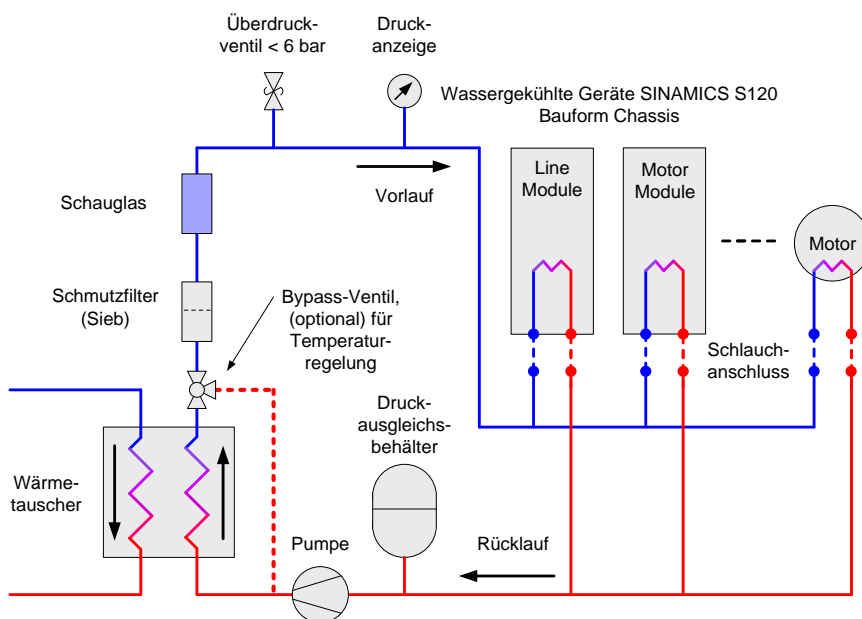 Überdruck-
ventil < 6 bar
Druck-
anzeige
Wassergekühlte Geräte SINAMICS S120
Bauform Chassis
Line
Module
Motor
Module
Vorlauf
Schauglas
Motor
Schmutzfilter
(Sieb)
Bypass-Ventil,
(optional) für
Temperatur-
regelung
Schlauch-
anschluss
Druck-
ausgleichs-
behälter
Wärme-
tauscher
Pumpe
Rücklauf